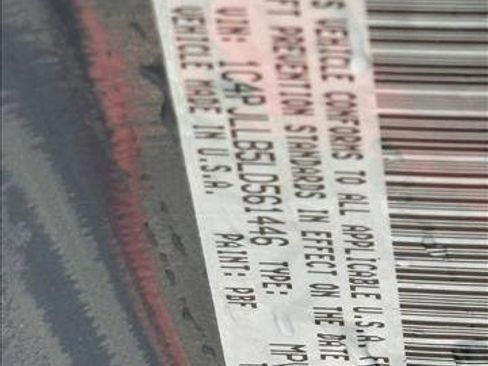 S VEHICLE CONFORMS TO ALL APPLICABLE U.S.A. F
FT PREVENTION STANDARDS IN EFFECT ON THE DATE
VIN: 1C4PJLLB5LD561446 TYPE: MPV
VEHICLE MADE IN U.S.A. PAINT: PBF